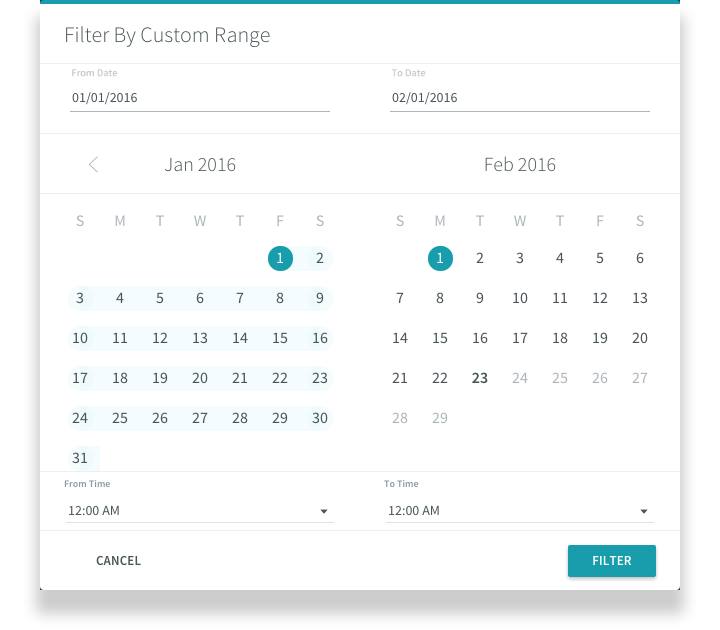 Filter By Custom Range
From Date To Date
01/01/2016 02/01/2016
Jan 2016 Feb 2016
S M T W T F S S M T W T F S
1 2 1 2 3 4 5 6
3 4 5 6 7 8 9 7 8 9 10 11 12 13
10 11 12 13 14 15 16 14 15 16 17 18 19 20
17 18 19 20 21 22 23 21 22 23 24 25 26 27
24 25 26 27 28 29 30 28 29
31
From Time To Time
12:00 AM 12:00 AM
CANCEL FILTER